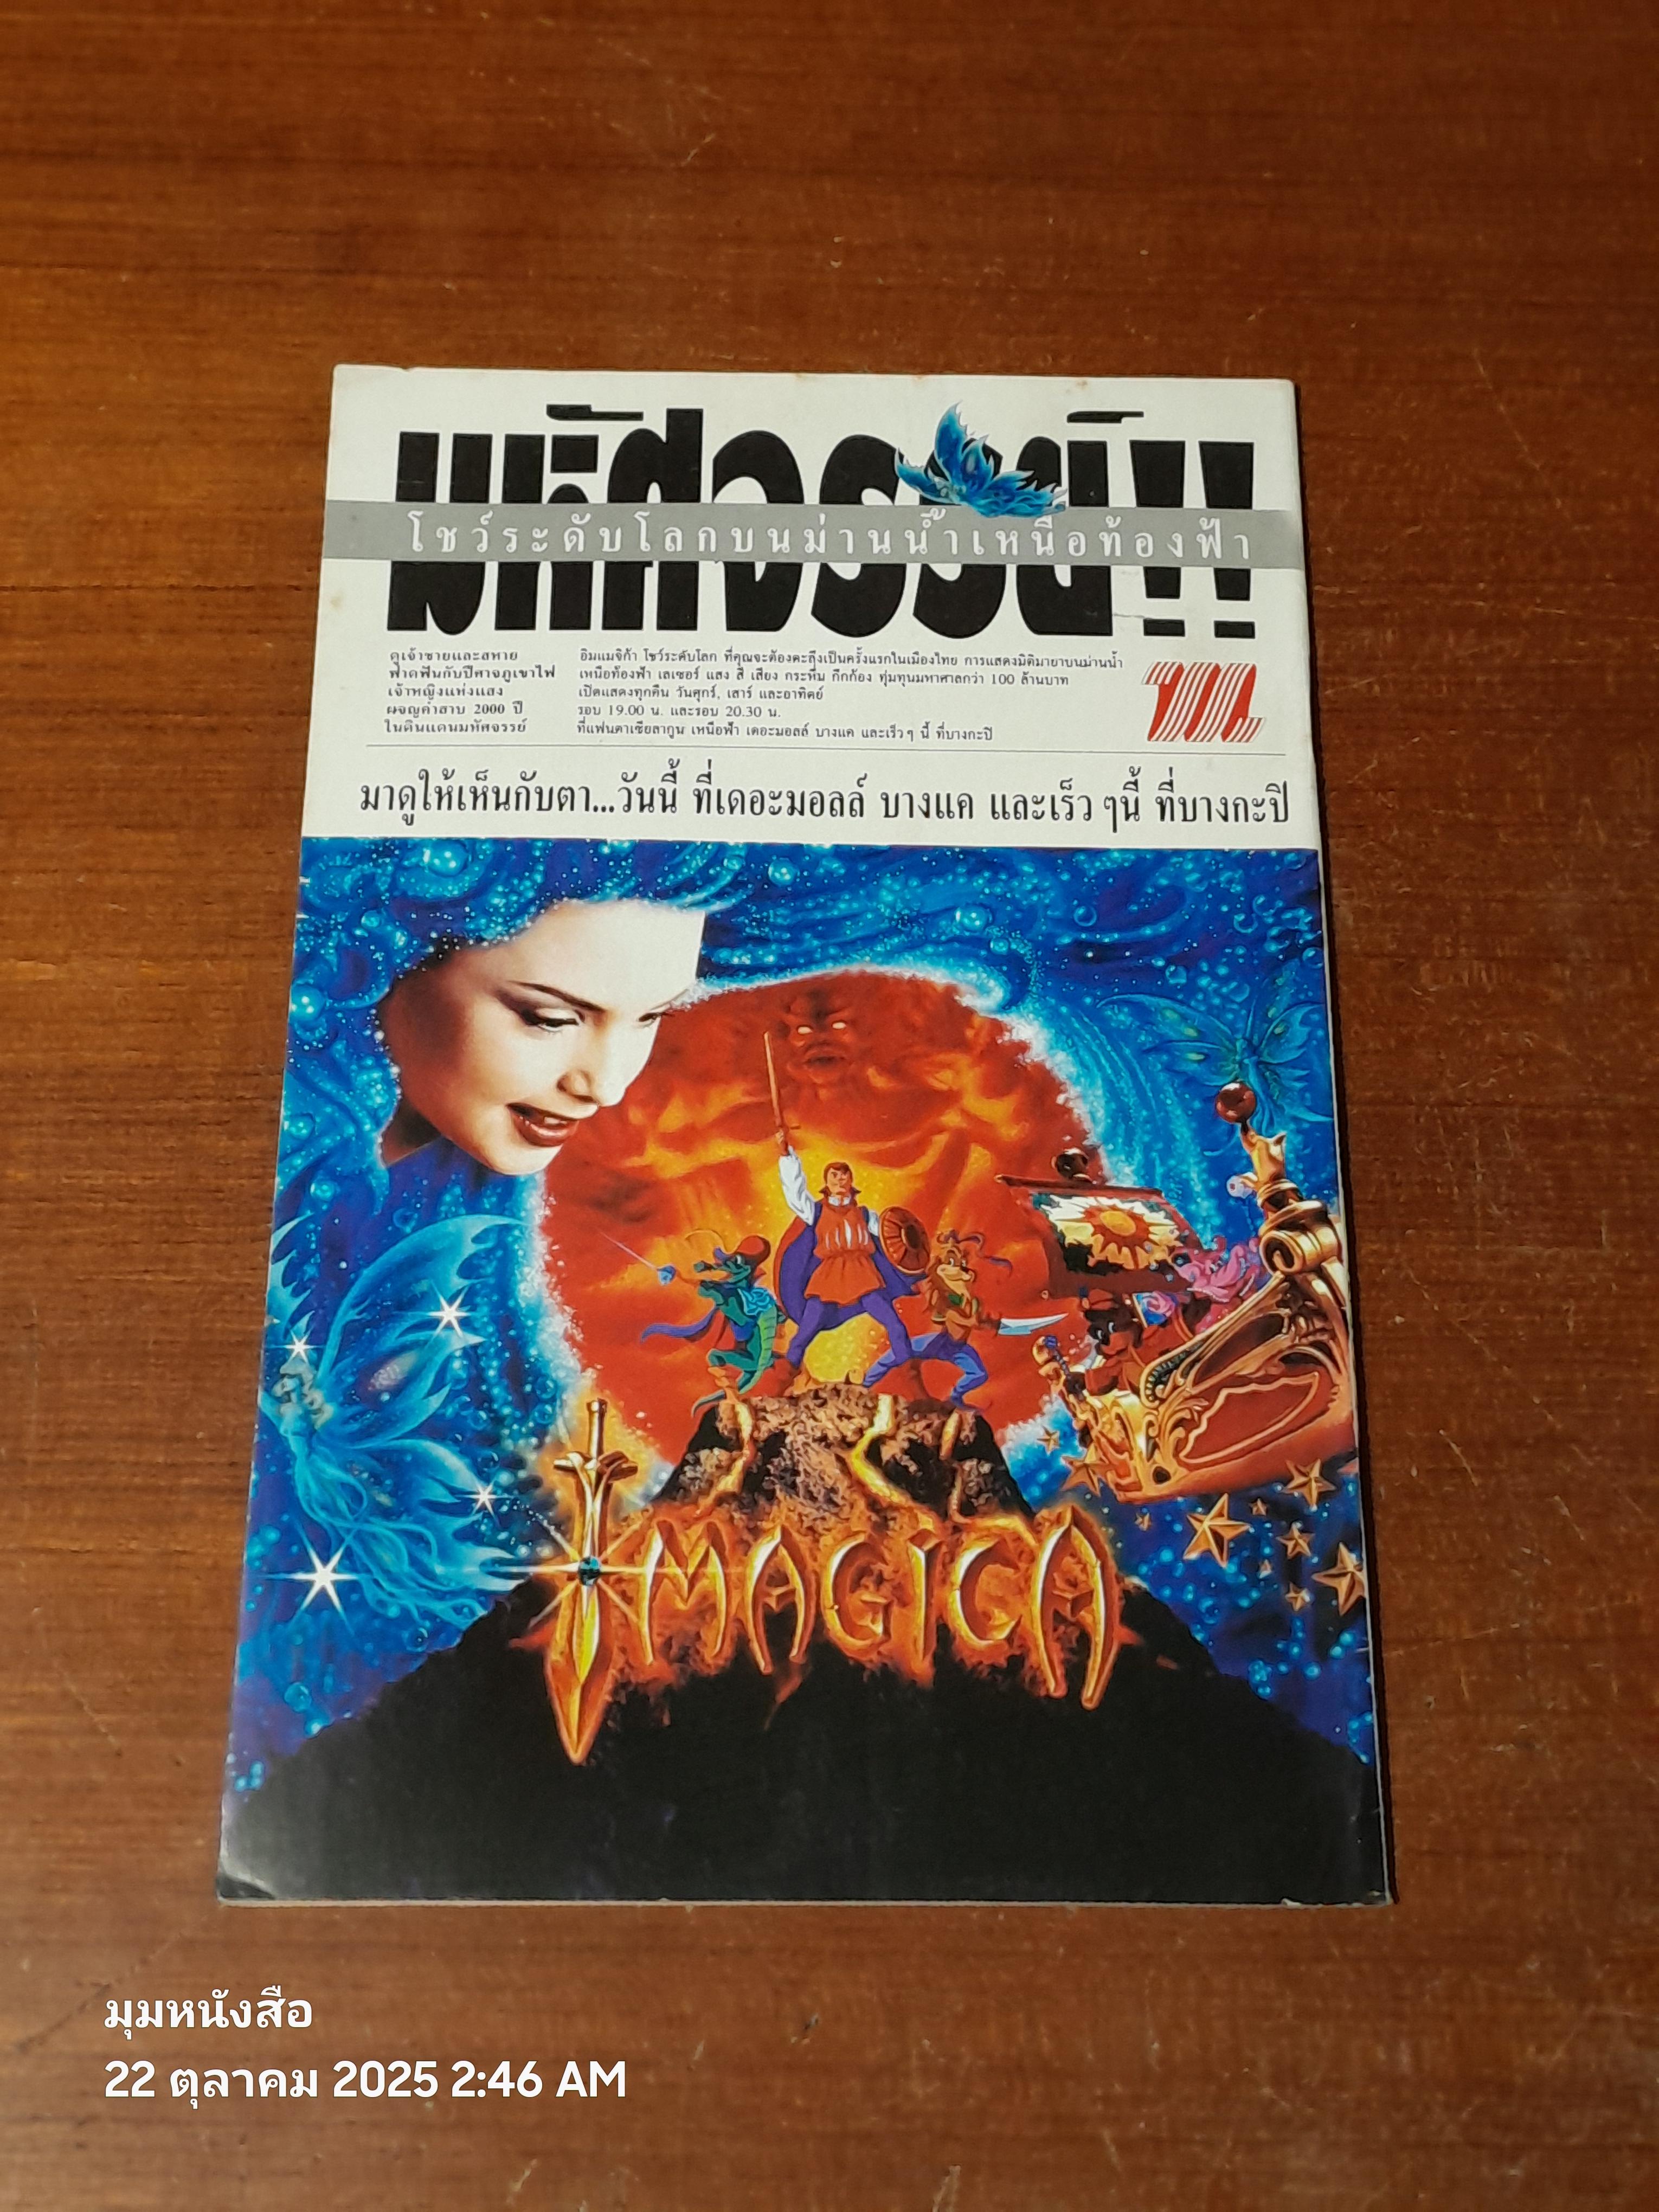 มหัศจรรย์!!
โชว์ระดับโลกบนม่านน้ำเหนือท้องฟ้า
ดูเจ้าชายและสหาย
ฟาดฟันกับปีศาจภูเขาไฟ
เจ้าหญิงแห่งแสง
ผจญคำสาบ 2000 ปี
ในดินแดนมหัศจรรย์
อิมแมจิก้า โชว์ระดับโลก ที่คุณจะต้องตะลึงเป็นครั้งแรกในเมืองไทย การแสดงมิติมายาบนม่านน้ำ
เหนือท้องฟ้า เลเซอร์ แสง สี เสียง กระหึ่ม กึกก้อง ทุ่มทุนมหาศาลกว่า 100 ล้านบาท
เปิดแสดงทุกคืน วันศุกร์, เสาร์ และอาทิตย์
รอบ 19.00 น. และรอบ 20.30 น.
ที่แฟนตาเซียลากูน เหนือฟ้า เดอะมอลล์ บางแค และเร็วๆ นี้ ที่บางกะปิ
มาดูให้เห็นกับตา...วันนี้ ที่เดอะมอลล์ บางแค และเร็วๆนี้ ที่บางกะปิ
IMAGICA
มุมหนังสือ
22 ตุลาคม 2025 2:46 AM